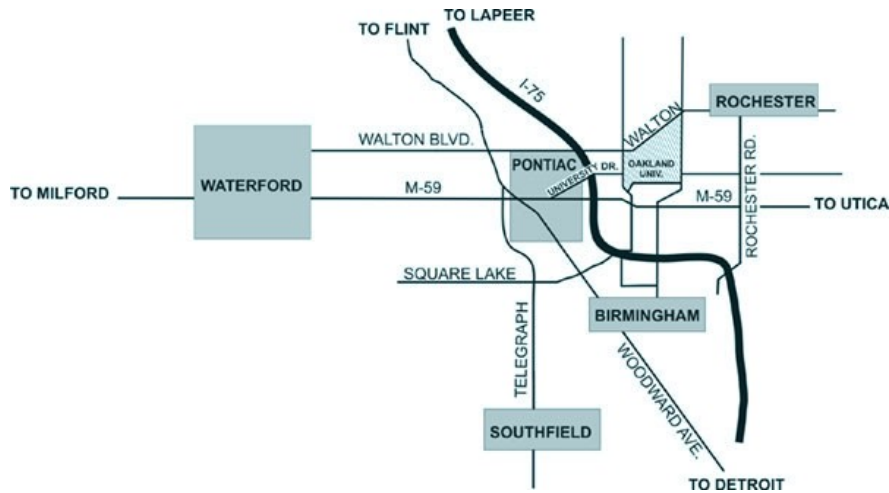 TO LAPEER
TO FLINT
I-75
ROCHESTER
WALTON BLVD.
WALTON
PONTIAC
UNIVERSITY DR.
OAKLAND
UNIV.
WATERFORD
TO MILFORD
M-59
M-59
TO UTICA
ROCHESTER RD.
SQUARE LAKE
BIRMINGHAM
TELEGRAPH
WOODWARD AVE.
SOUTHFIELD
TO DETROIT